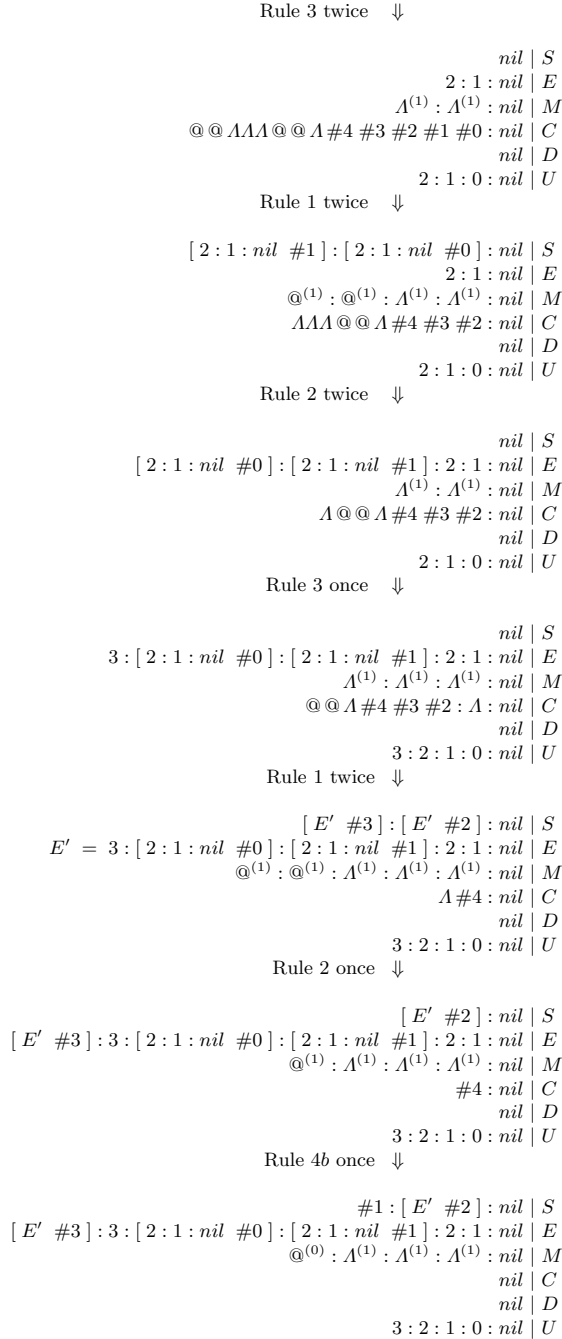 Rule 3 twice ⇓
nil | S
2 : 1 : nil | E
Λ⁽¹⁾ : Λ⁽¹⁾ : nil | M
@ @ ΛΛΛ @ @ Λ #4 #3 #2 #1 #0 : nil | C
nil | D
2 : 1 : 0 : nil | U
Rule 1 twice ⇓
[ 2 : 1 : nil #1 ] : [ 2 : 1 : nil #0 ] : nil | S
2 : 1 : nil | E
@⁽¹⁾ : @⁽¹⁾ : Λ⁽¹⁾ : Λ⁽¹⁾ : nil | M
ΛΛΛ @ @ Λ #4 #3 #2 : nil | C
nil | D
2 : 1 : 0 : nil | U
Rule 2 twice ⇓
nil | S
[ 2 : 1 : nil #0 ] : [ 2 : 1 : nil #1 ] : 2 : 1 : nil | E
Λ⁽¹⁾ : Λ⁽¹⁾ : nil | M
Λ @ @ Λ #4 #3 #2 : nil | C
nil | D
2 : 1 : 0 : nil | U
Rule 3 once ⇓
nil | S
3 : [ 2 : 1 : nil #0 ] : [ 2 : 1 : nil #1 ] : 2 : 1 : nil | E
Λ⁽¹⁾ : Λ⁽¹⁾ : Λ⁽¹⁾ : nil | M
@ @ Λ #4 #3 #2 : Λ : nil | C
nil | D
3 : 2 : 1 : 0 : nil | U
Rule 1 twice ⇓
[ E′ #3 ] : [ E′ #2 ] : nil | S
E′ = 3 : [ 2 : 1 : nil #0 ] : [ 2 : 1 : nil #1 ] : 2 : 1 : nil | E
@⁽¹⁾ : @⁽¹⁾ : Λ⁽¹⁾ : Λ⁽¹⁾ : Λ⁽¹⁾ : nil | M
Λ #4 : nil | C
nil | D
3 : 2 : 1 : 0 : nil | U
Rule 2 once ⇓
[ E′ #2 ] : nil | S
[ E′ #3 ] : 3 : [ 2 : 1 : nil #0 ] : [ 2 : 1 : nil #1 ] : 2 : 1 : nil | E
@⁽¹⁾ : Λ⁽¹⁾ : Λ⁽¹⁾ : Λ⁽¹⁾ : nil | M
#4 : nil | C
nil | D
3 : 2 : 1 : 0 : nil | U
Rule 4b once ⇓
#1 : [ E′ #2 ] : nil | S
[ E′ #3 ] : 3 : [ 2 : 1 : nil #0 ] : [ 2 : 1 : nil #1 ] : 2 : 1 : nil | E
@⁽⁰⁾ : Λ⁽¹⁾ : Λ⁽¹⁾ : Λ⁽¹⁾ : nil | M
nil | C
nil | D
3 : 2 : 1 : 0 : nil | U